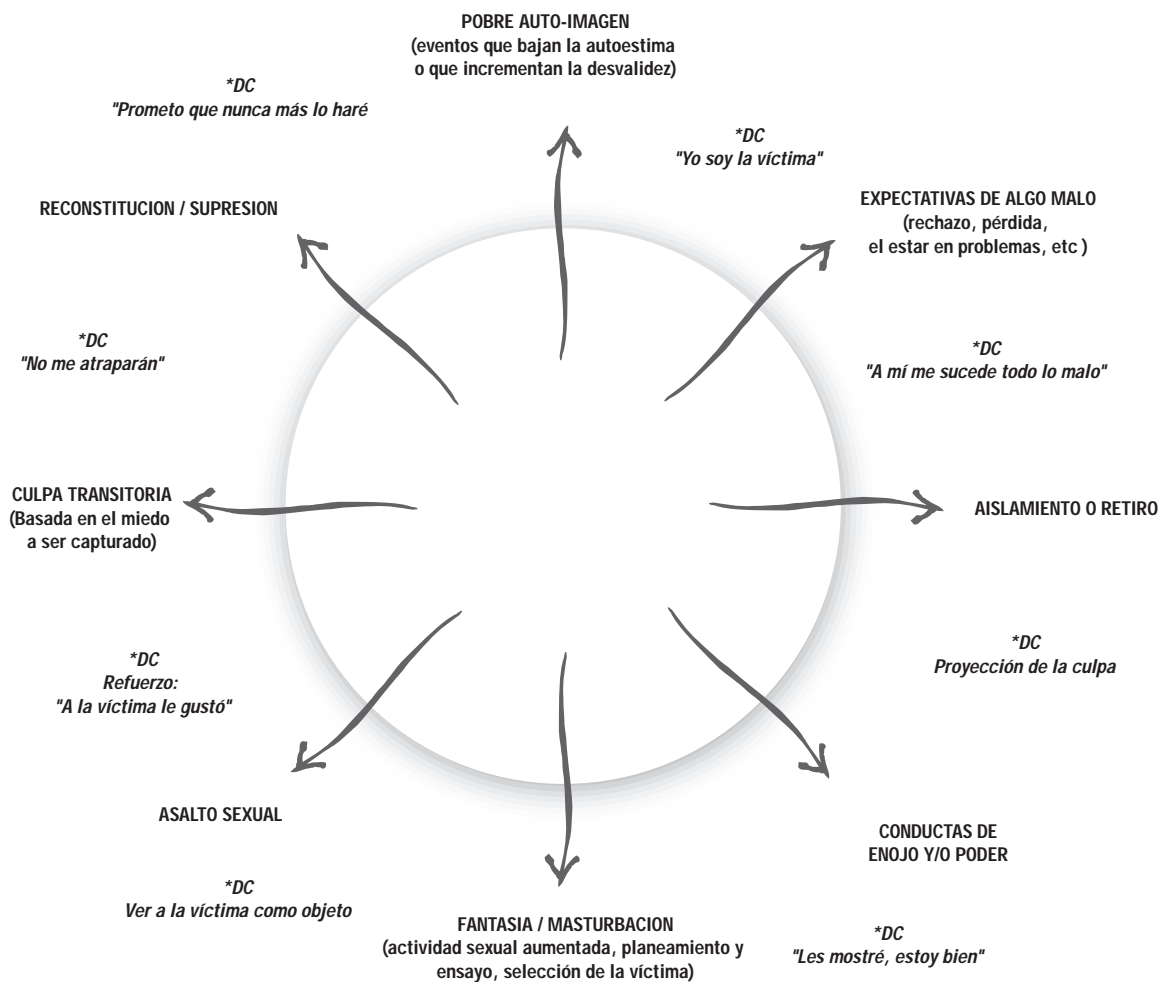 POBRE AUTO-IMAGEN
(eventos que bajan la autoestima
o que incrementan la desvalidez)
*DC
"Prometo que nunca más lo haré
*DC
"Yo soy la víctima"
RECONSTITUCION / SUPRESION
EXPECTATIVAS DE ALGO MALO
(rechazo, pérdida,
el estar en problemas, etc )
*DC
"No me atraparán"
*DC
"A mí me sucede todo lo malo"
CULPA TRANSITORIA
(Basada en el miedo
a ser capturado)
AISLAMIENTO O RETIRO
*DC
Refuerzo:
"A la víctima le gustó"
*DC
Proyección de la culpa
ASALTO SEXUAL
CONDUCTAS DE
ENOJO Y/O PODER
*DC
Ver a la víctima como objeto
FANTASIA / MASTURBACION
(actividad sexual aumentada, planeamiento y
ensayo, selección de la víctima)
*DC
"Les mostré, estoy bien"